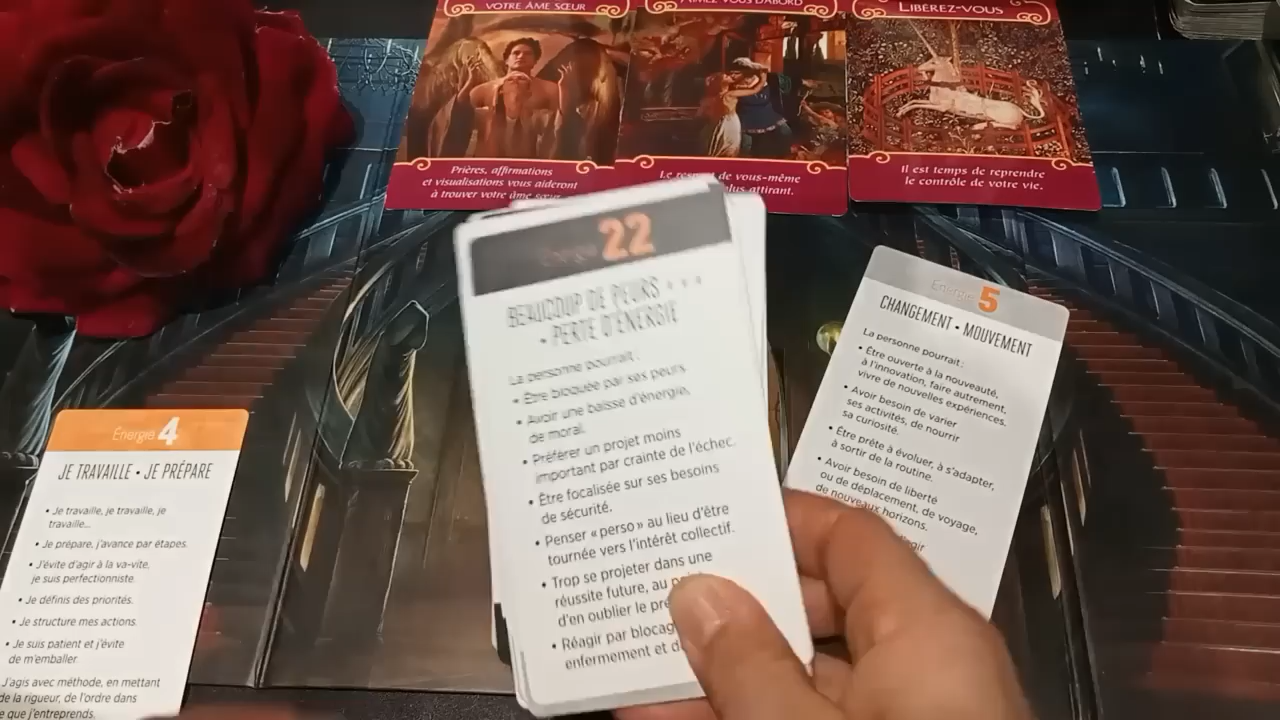 VOTRE ÂME SŒUR
AIMEZ-VOUS D'ABORD
LIBÉREZ-VOUS
Prières, affirmations
et visualisations vous aideront
à trouver votre âme sœur.
Le respect de vous-même
plus attirant.
Il est temps de reprendre
le contrôle de votre vie.
Énergie 22
BEAUCOUP DE PEURS • • •
• PERTE D'ÉNERGIE
La personne pourrait :
• Être bloquée par ses peurs
• Avoir une baisse d'énergie,
de moral.
• Préférer un projet moins
important par crainte de l'échec.
• Être focalisée sur ses besoins
de sécurité.
• Penser « perso » au lieu d'être
tournée vers l'intérêt collectif.
• Trop se projeter dans une
réussite future, au
d'en oublier le
• Réagir par
enfermement et
Énergie 5
CHANGEMENT • MOUVEMENT
La personne pourrait :
• Être ouverte à la nouveauté,
à l'innovation, faire autrement,
vivre de nouvelles expériences.
• Avoir besoin de varier
ses activités, de nourrir
sa curiosité.
• Être prête à évoluer, à s'adapter,
à sortir de la routine.
• Avoir besoin de liberté
ou de déplacement, de voyage,
de nouveaux horizons.
Énergie 4
JE TRAVAILLE • JE PRÉPARE
• Je travaille, je travaille, je
travaille...
• Je prépare, j'avance par étapes.
• J'évite d'agir à la va-vite,
je suis perfectionniste.
• Je définis des priorités.
• Je structure mes actions.
• Je suis patient et j'évite
de m'emballer.
J'agis avec méthode, en mettant
de la rigueur, de l'ordre dans
que j'entreprends.